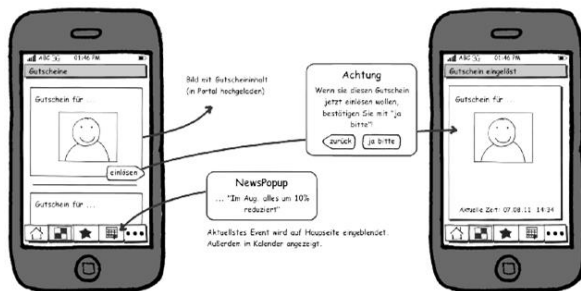 ABC 3G 01:46 PM
Gutscheine
Gutschein für ...
einlösen
Gutschein für ...
Bild mit Gutscheininhalt
(in Portal hochgeladen)
Achtung
Wenn sie diesen Gutschein
jetzt einlösen wollen,
bestätigen Sie mit "ja
bitte"!
zurück
ja bitte
NewsPopup
... "Im Aug. alles um 10%
reduziert"
Aktuellstes Event wird auf Haupseite eingeblendet.
Außerden in Kalender angezeigt.
ABC 3G 01:46 PM
Gutschein eingelöst
Gutschein für ...
Aktuelle Zeit: 07.08.11 14:34